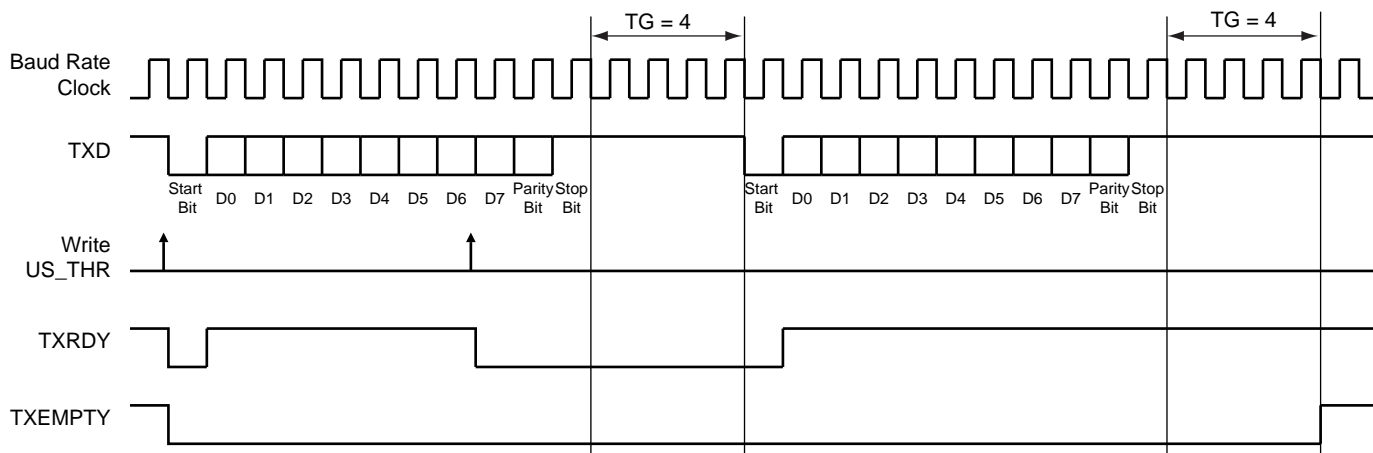 TG = 4
TG = 4
Baud Rate
Clock
TXD
Start
Bit
D0
D1
D2
D3
D4
D5
D6
D7
Parity
Bit
Stop
Bit
Start
Bit
D0
D1
D2
D3
D4
D5
D6
D7
Parity
Bit
Stop
Bit
Write
US_THR
TXRDY
TXEMPTY